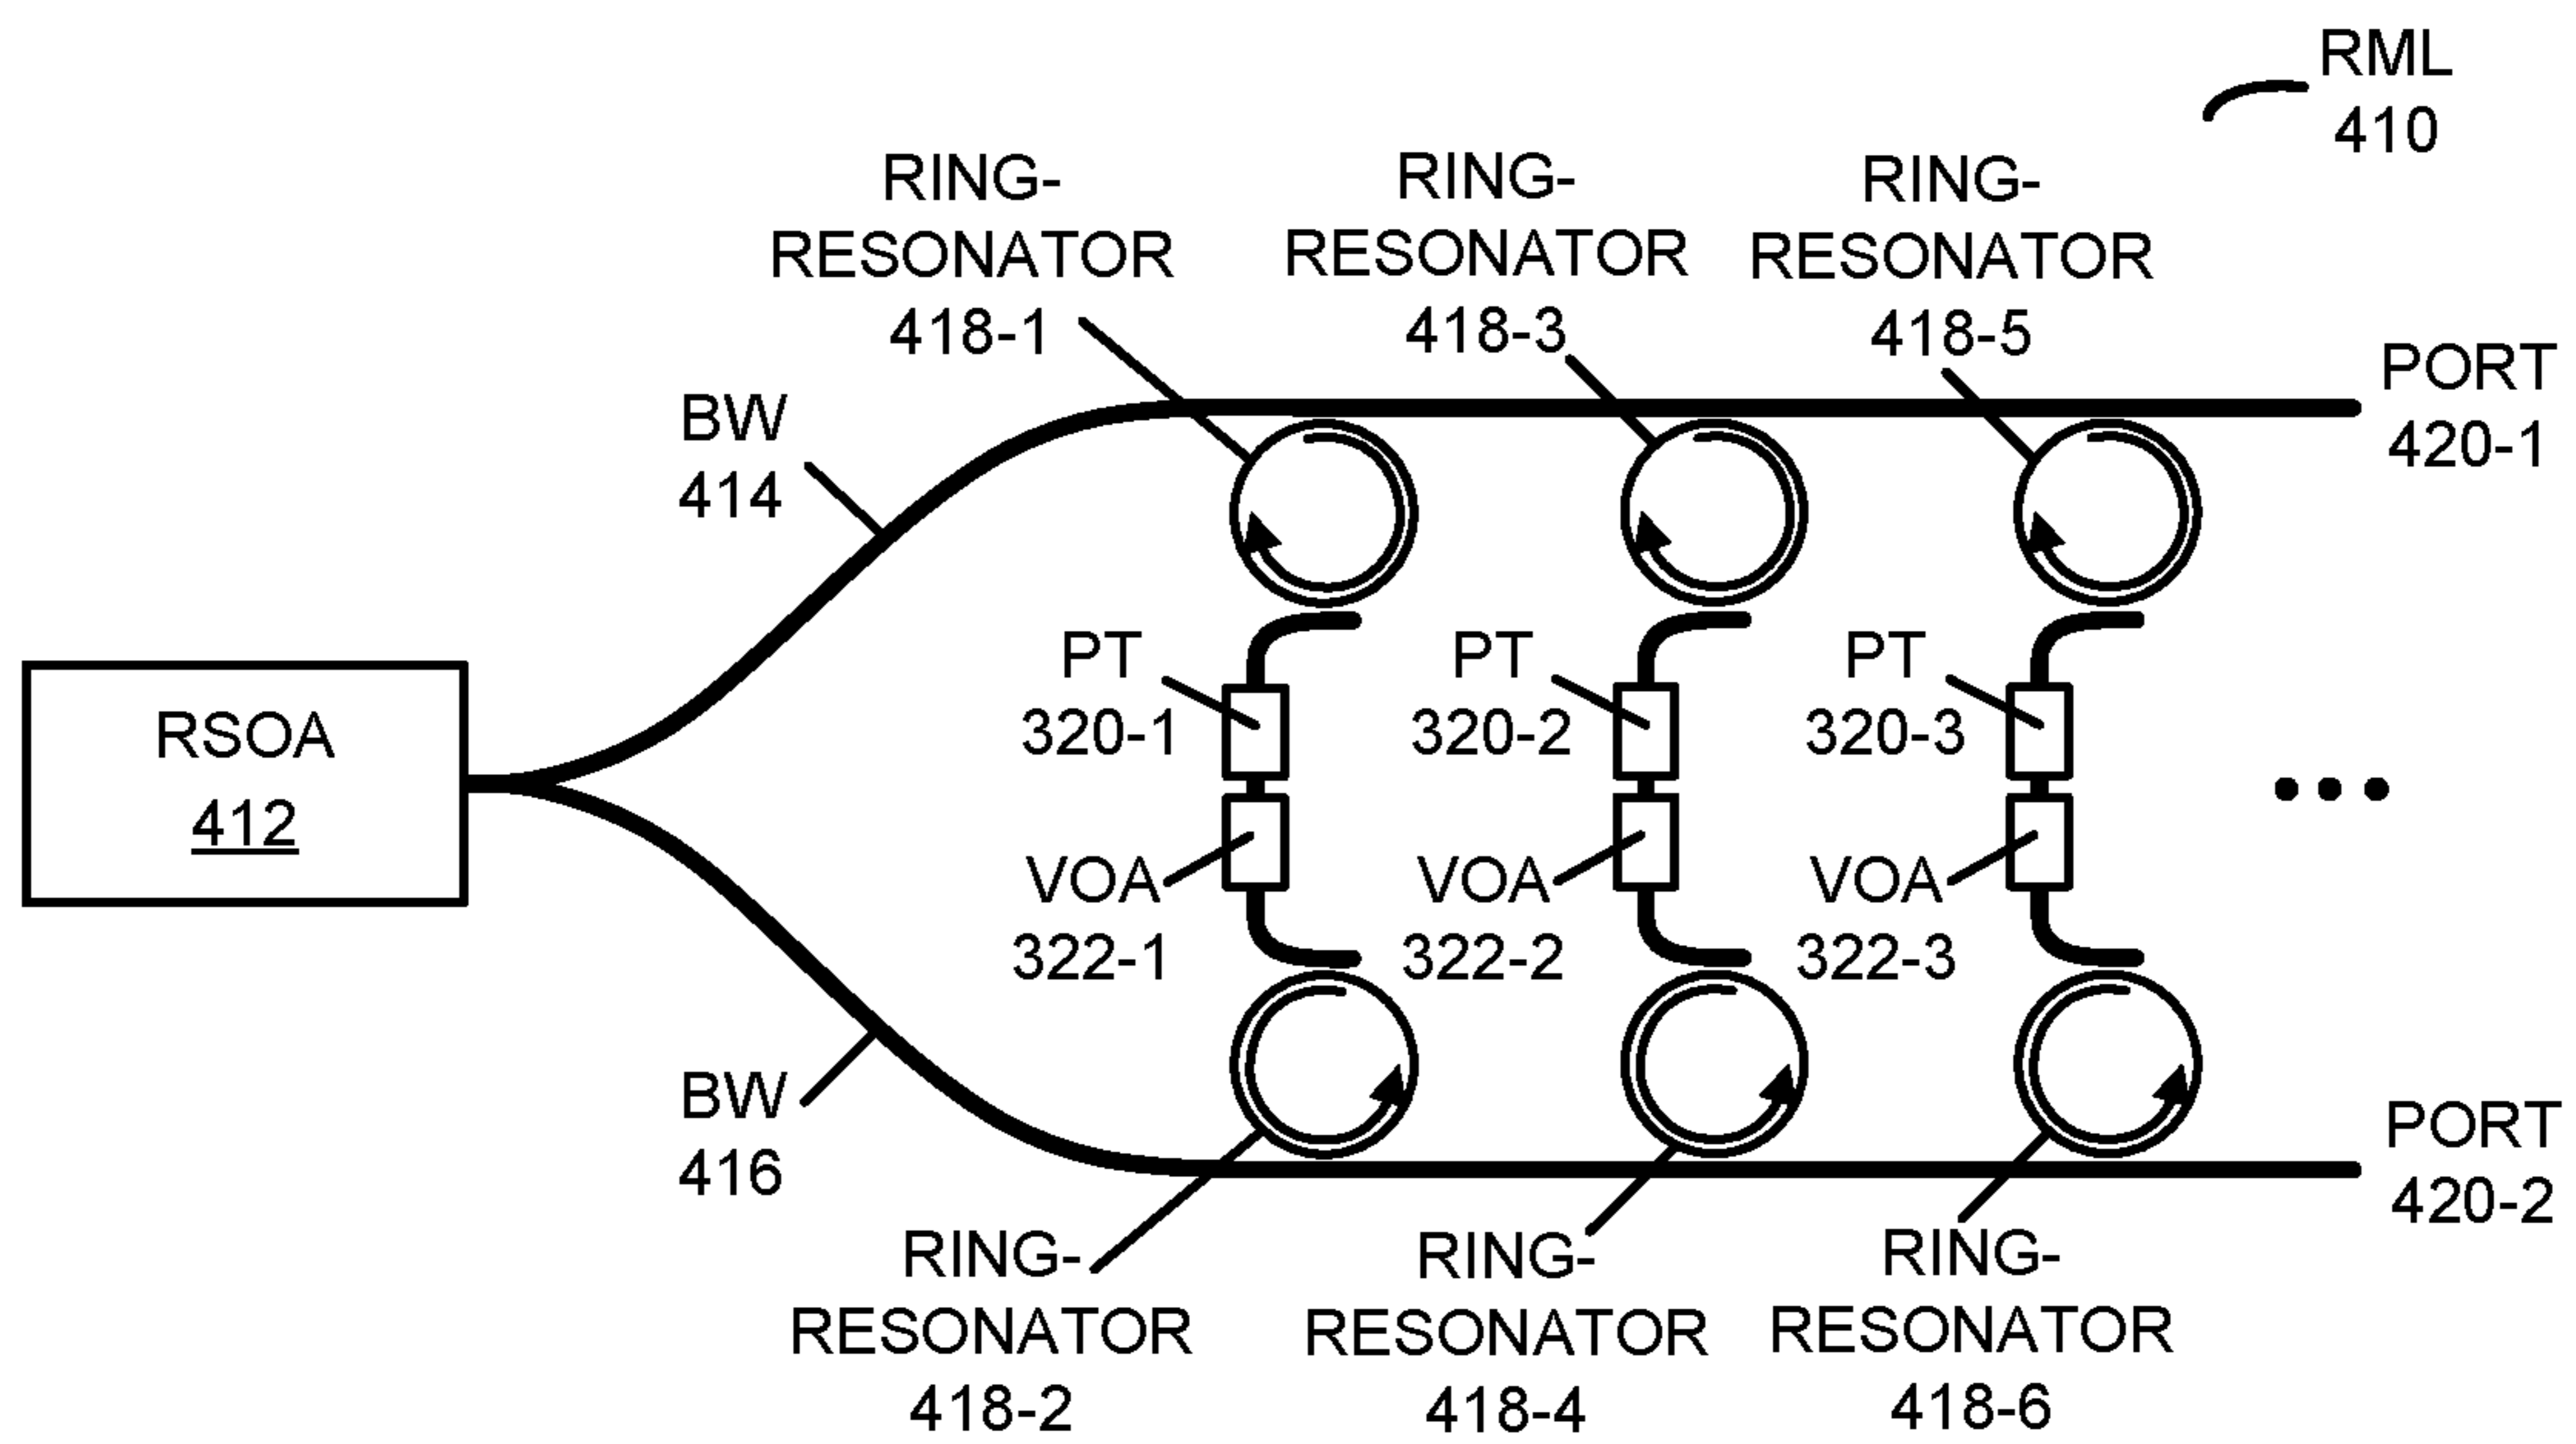 RML
410
RING-
RESONATOR
418-1
RING-
RESONATOR
418-3
RING-
RESONATOR
418-5
PORT
420-1
BW
414
PT
320-1
PT
320-2
PT
320-3
RSOA
412
VOA
322-1
VOA
322-2
VOA
322-3
BW
416
PORT
420-2
RING-
RESONATOR
418-2
RING-
RESONATOR
418-4
RING-
RESONATOR
418-6